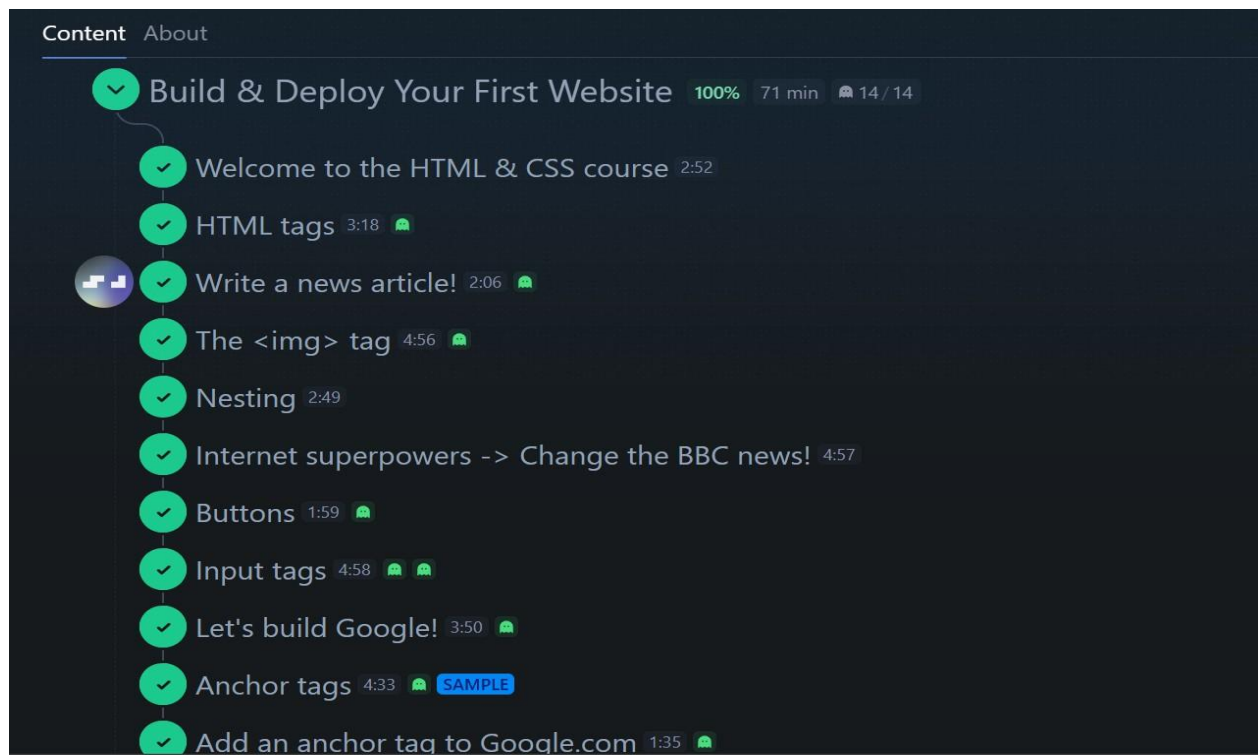 Content About
Build & Deploy Your First Website 100% 71 min 14/14
Welcome to the HTML & CSS course 2:52
HTML tags 3:18
Write a news article! 2:06
The <img> tag 4:56
Nesting 2:49
Internet superpowers -> Change the BBC news! 4:57
Buttons 1:59
Input tags 4:58
Let's build Google! 3:50
Anchor tags 4:33 SAMPLE
Add an anchor tag to Google.com 1:35